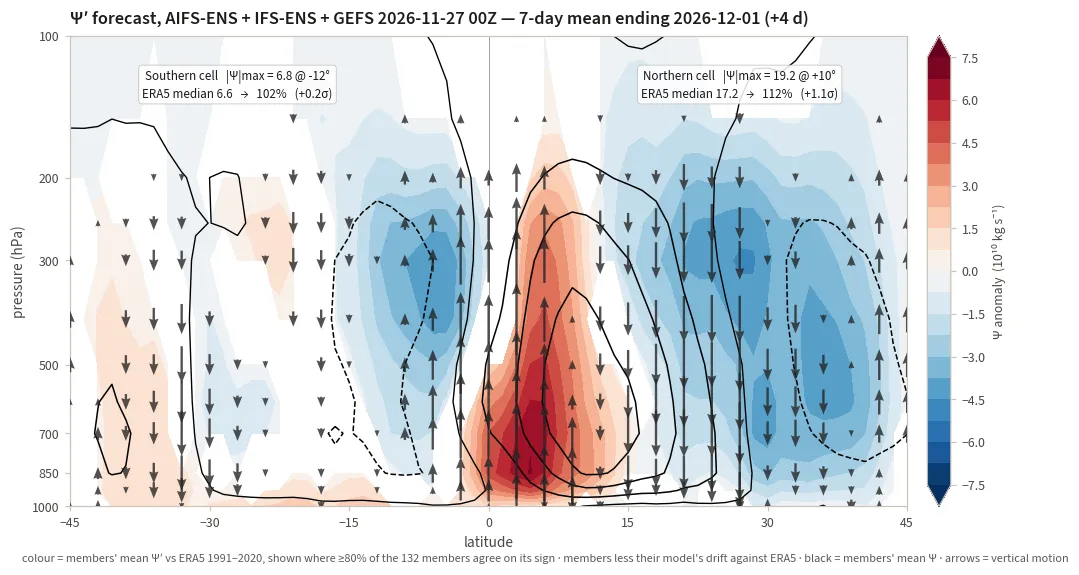 Ψ′ forecast, AIFS-ENS + IFS-ENS + GEFS 2026-11-27 00Z — 7-day mean ending 2026-12-01 (+4 d)
Southern cell |Ψ|max = 6.8 @ -12°
ERA5 median 6.6 → 102% (+0.2σ)
Northern cell |Ψ|max = 19.2 @ +10°
ERA5 median 17.2 → 112% (+1.1σ)
pressure (hPa)
100
200
300
500
700
850
1000
−45
−30
−15
0
15
30
45
latitude
7.5
6.0
4.5
3.0
1.5
0.0
−1.5
−3.0
−4.5
−6.0
−7.5
Ψ anomaly (10¹⁰ kg s⁻¹)
colour = members' mean Ψ′ vs ERA5 1991–2020, shown where ≥80% of the 132 members agree on its sign · members less their model's drift against ERA5 · black = members' mean Ψ · arrows = vertical motion